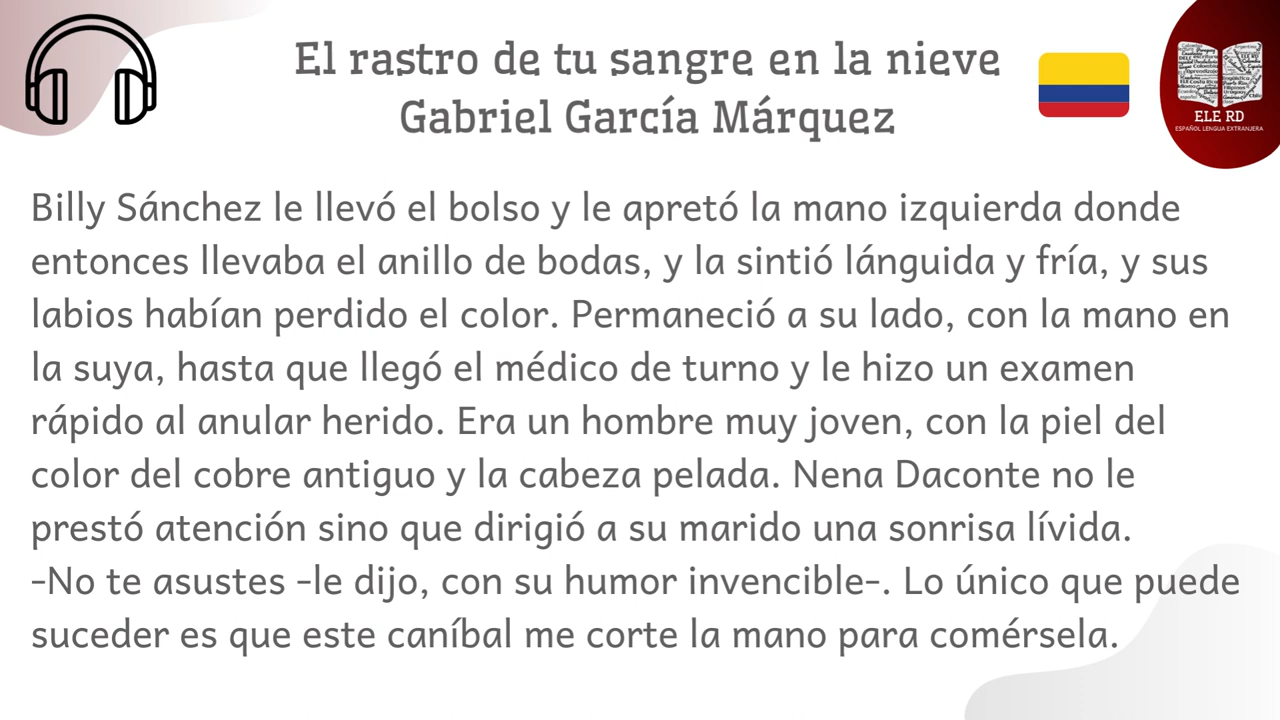 El rastro de tu sangre en la nieve
Gabriel García Márquez
ELE RD
ESPAÑOL LENGUA EXTRANJERA
Billy Sánchez le llevó el bolso y le apretó la mano izquierda donde
entonces llevaba el anillo de bodas, y la sintió lánguida y fría, y sus
labios habían perdido el color. Permaneció a su lado, con la mano en
la suya, hasta que llegó el médico de turno y le hizo un examen
rápido al anular herido. Era un hombre muy joven, con la piel del
color del cobre antiguo y la cabeza pelada. Nena Daconte no le
prestó atención sino que dirigió a su marido una sonrisa lívida.
-No te asustes -le dijo, con su humor invencible-. Lo único que puede
suceder es que este caníbal me corte la mano para comérsela.